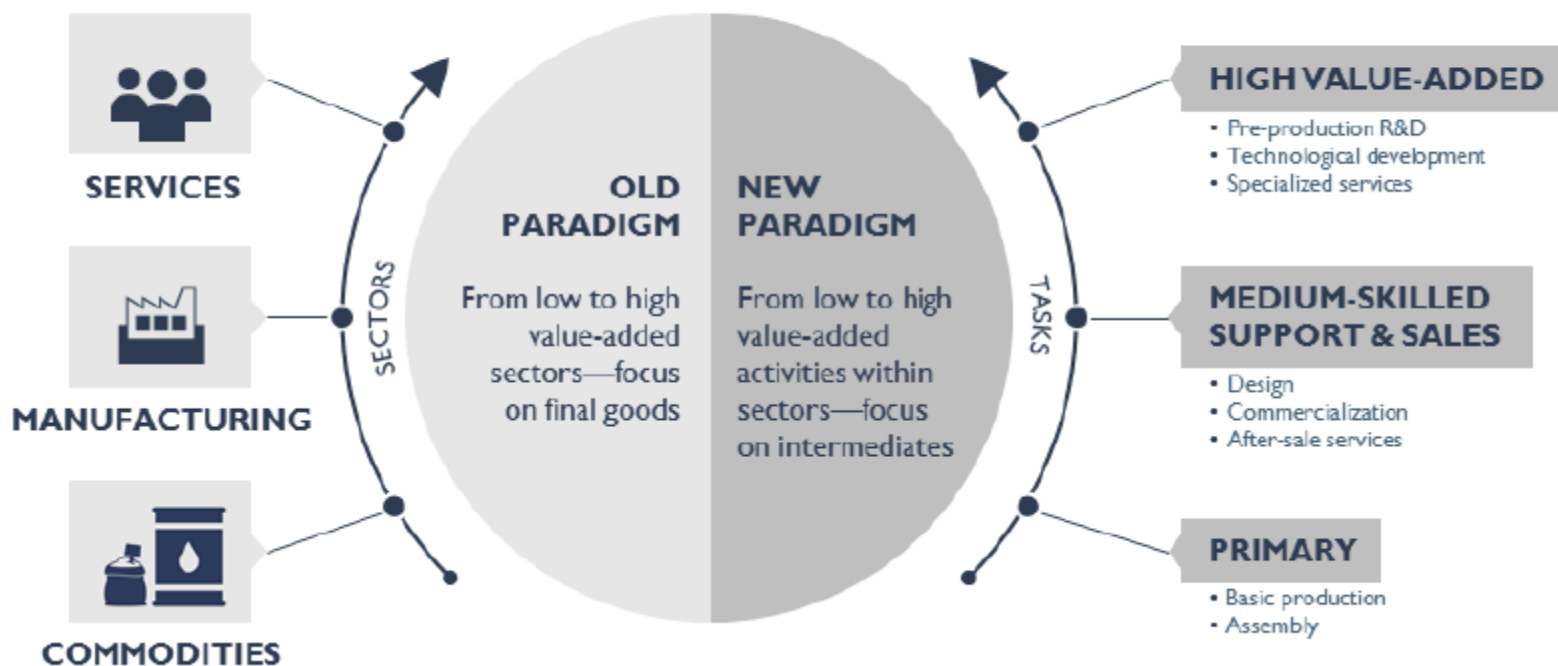 SERVICES
MANUFACTURING
COMMODITIES
SECTORS
OLD
PARADIGM
From low to high
value-added
sectors—focus
on final goods
NEW
PARADIGM
From low to high
value-added
activities within
sectors—focus
on intermediates
TASKS
HIGH VALUE-ADDED
• Pre-production R&D
• Technological development
• Specialized services
MEDIUM-SKILLED
SUPPORT & SALES
• Design
• Commercialization
• After-sale services
PRIMARY
• Basic production
• Assembly